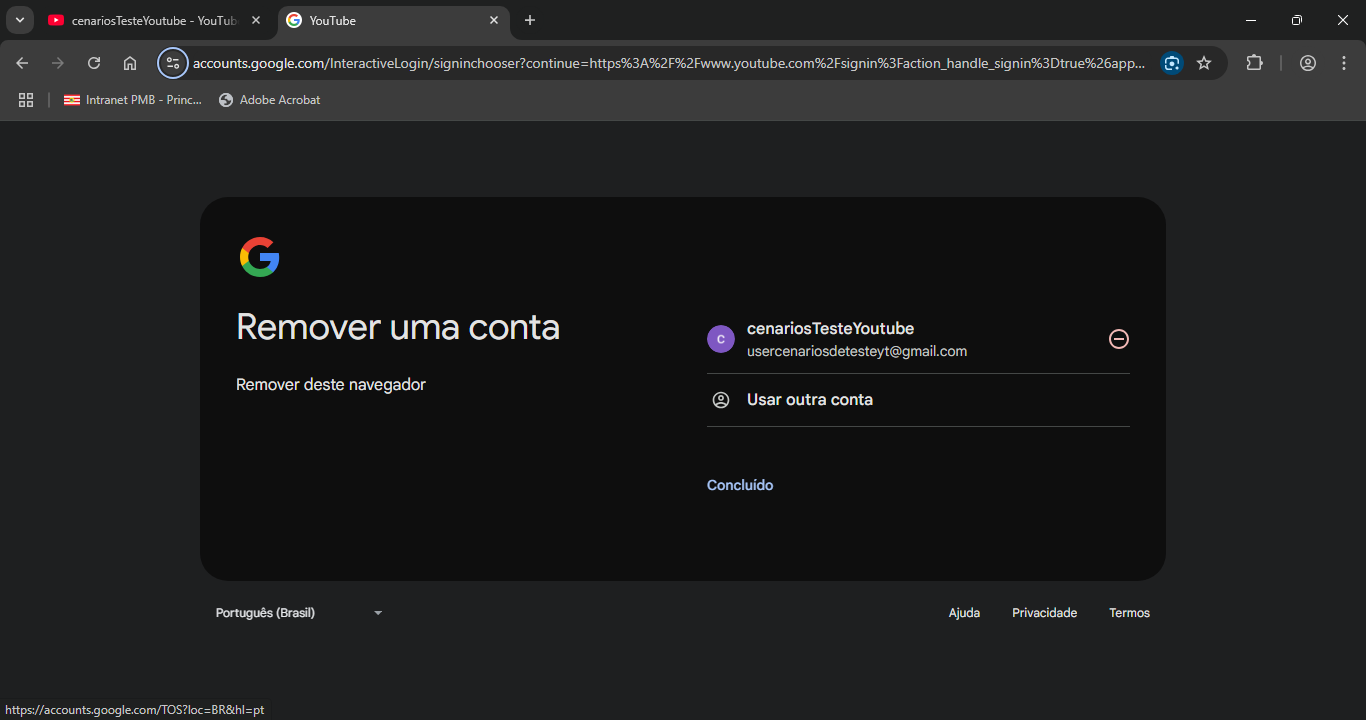 cenariosTesteYoutube - YouTub
YouTube
accounts.google.com/InteractiveLogin/signinchooser?continue=https%3A%2F%2Fwww.youtube.com%2Fsignin%3Faction_handle_signin%3Dtrue%26app...
Intranet PMB - Princ...
Adobe Acrobat
Remover uma conta
Remover deste navegador
C
cenariosTesteYoutube
usercenariosdetesteyt@gmail.com
Usar outra conta
Concluído
Português (Brasil)
Ajuda
Privacidade
Termos
https://accounts.google.com/TOS?loc=BR&hl=pt